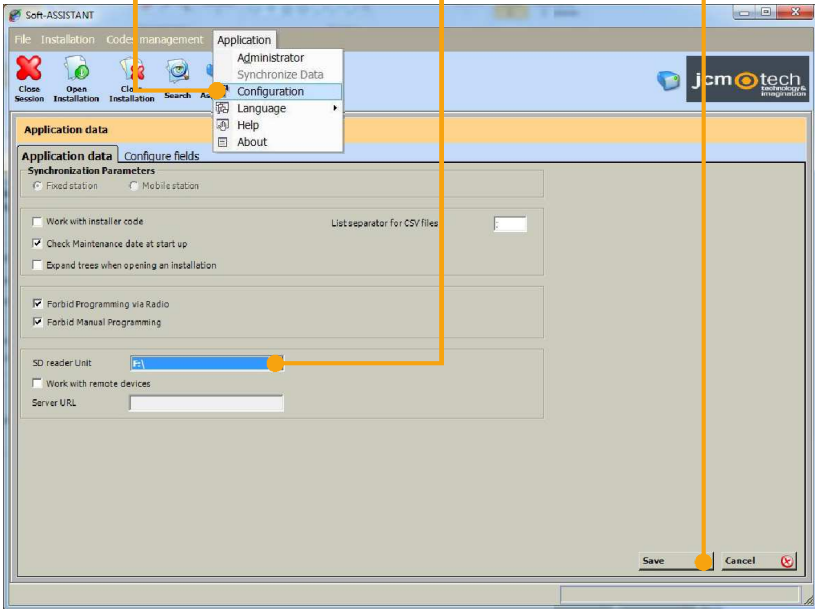 Soft-ASSISTANT
File Installation Codes management Application
Administrator
Synchronize Data
Configuration
Language
Help
About
Close Session
Open Installation
Installation
Search
jcm tech
technology & imagination
Application data
Application data Configure fields
Synchronization Parameters
Fixed station Mobile station
Work with installer code
List separator for CSV files
Check Maintenance date at start up
Expand trees when opening an installation
Forbid Programming via Radio
Forbid Manual Programming
SD reader Unit
Work with remote devices
Server URL
Save Cancel